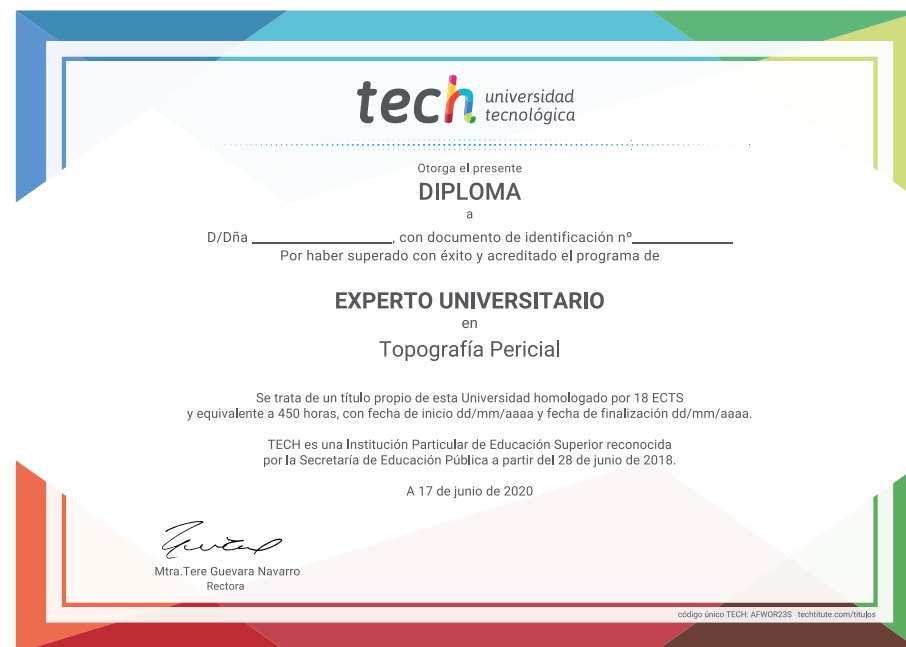 tech universidad
tecnológica
Otorga el presente
DIPLOMA
a
D/Dña ____________________, con documento de identificación nº______________
Por haber superado con éxito y acreditado el programa de
EXPERTO UNIVERSITARIO
en
Topografía Pericial
Se trata de un título propio de esta Universidad homologado por 18 ECTS
y equivalente a 450 horas, con fecha de inicio dd/mm/aaaa y fecha de finalización dd/mm/aaaa.
TECH es una Institución Particular de Educación Superior reconocida
por la Secretaría de Educación Pública a partir del 28 de junio de 2018.
A 17 de junio de 2020
Mtra.Tere Guevara Navarro
Rectora
código único TECH: AFWOR23S techtitute.com/titulos